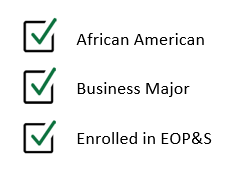 African American
Business Major
Enrolled in EOP&S